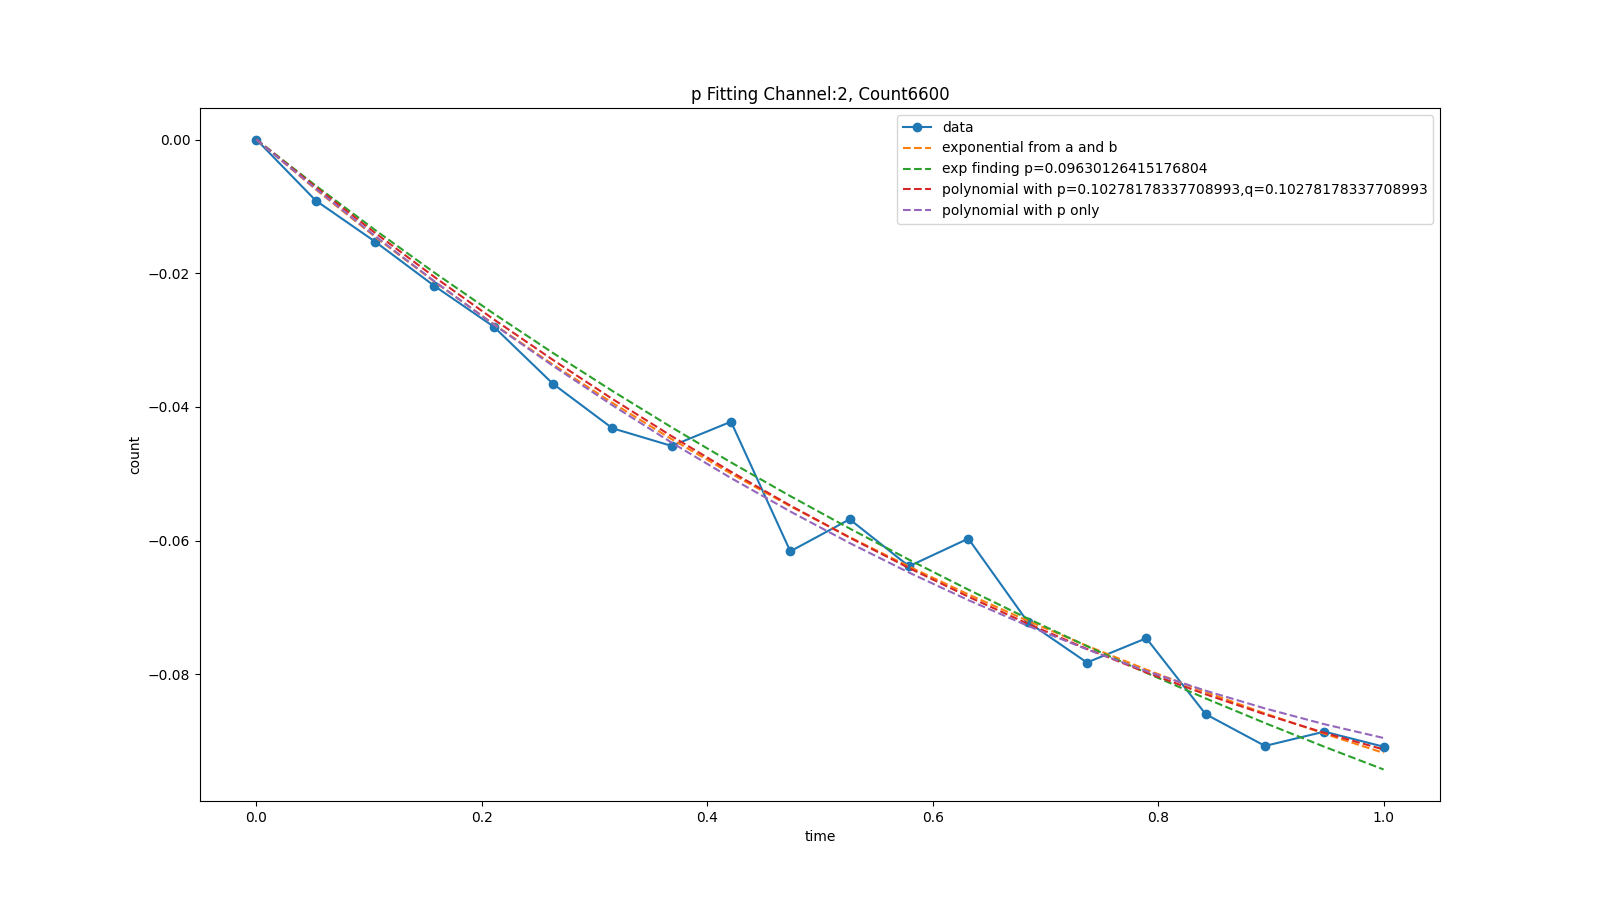 p Fitting Channel:2, Count6600
data
exponential from a and b
exp finding p=0.09630126415176804
polynomial with p=0.10278178337708993,q=0.10278178337708993
polynomial with p only
0.00
−0.02
−0.04
−0.06
−0.08
count
0.0 0.2 0.4 0.6 0.8 1.0
time